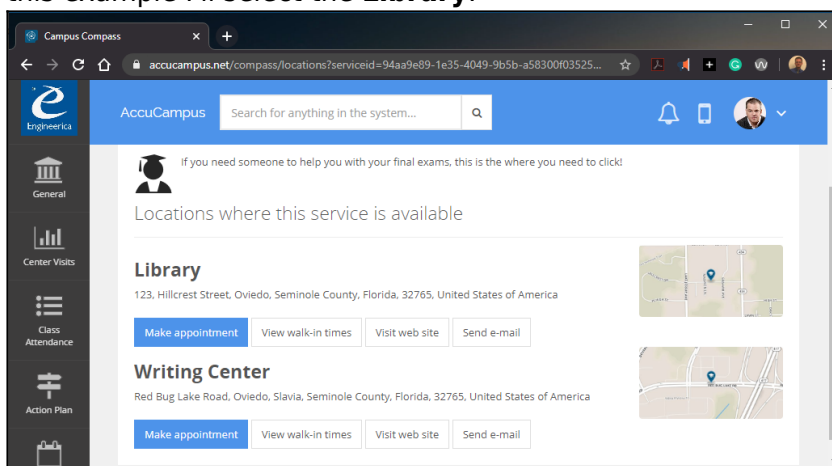 this example I'll select the Library.
Campus Compass
accucampus.net/compass/locations?serviceid=94aa9e89-1e35-4049-9b5b-a58300f03525...
Engineerica
AccuCampus
Search for anything in the system...
General
Center Visits
Class
Attendance
Action Plan
If you need someone to help you with your final exams, this is the where you need to click!
Locations where this service is available
Library
123, Hillcrest Street, Oviedo, Seminole County, Florida, 32765, United States of America
Make appointment View walk-in times Visit web site Send e-mail
Writing Center
Red Bug Lake Road, Oviedo, Slavia, Seminole County, Florida, 32765, United States of America
Make appointment View walk-in times Visit web site Send e-mail